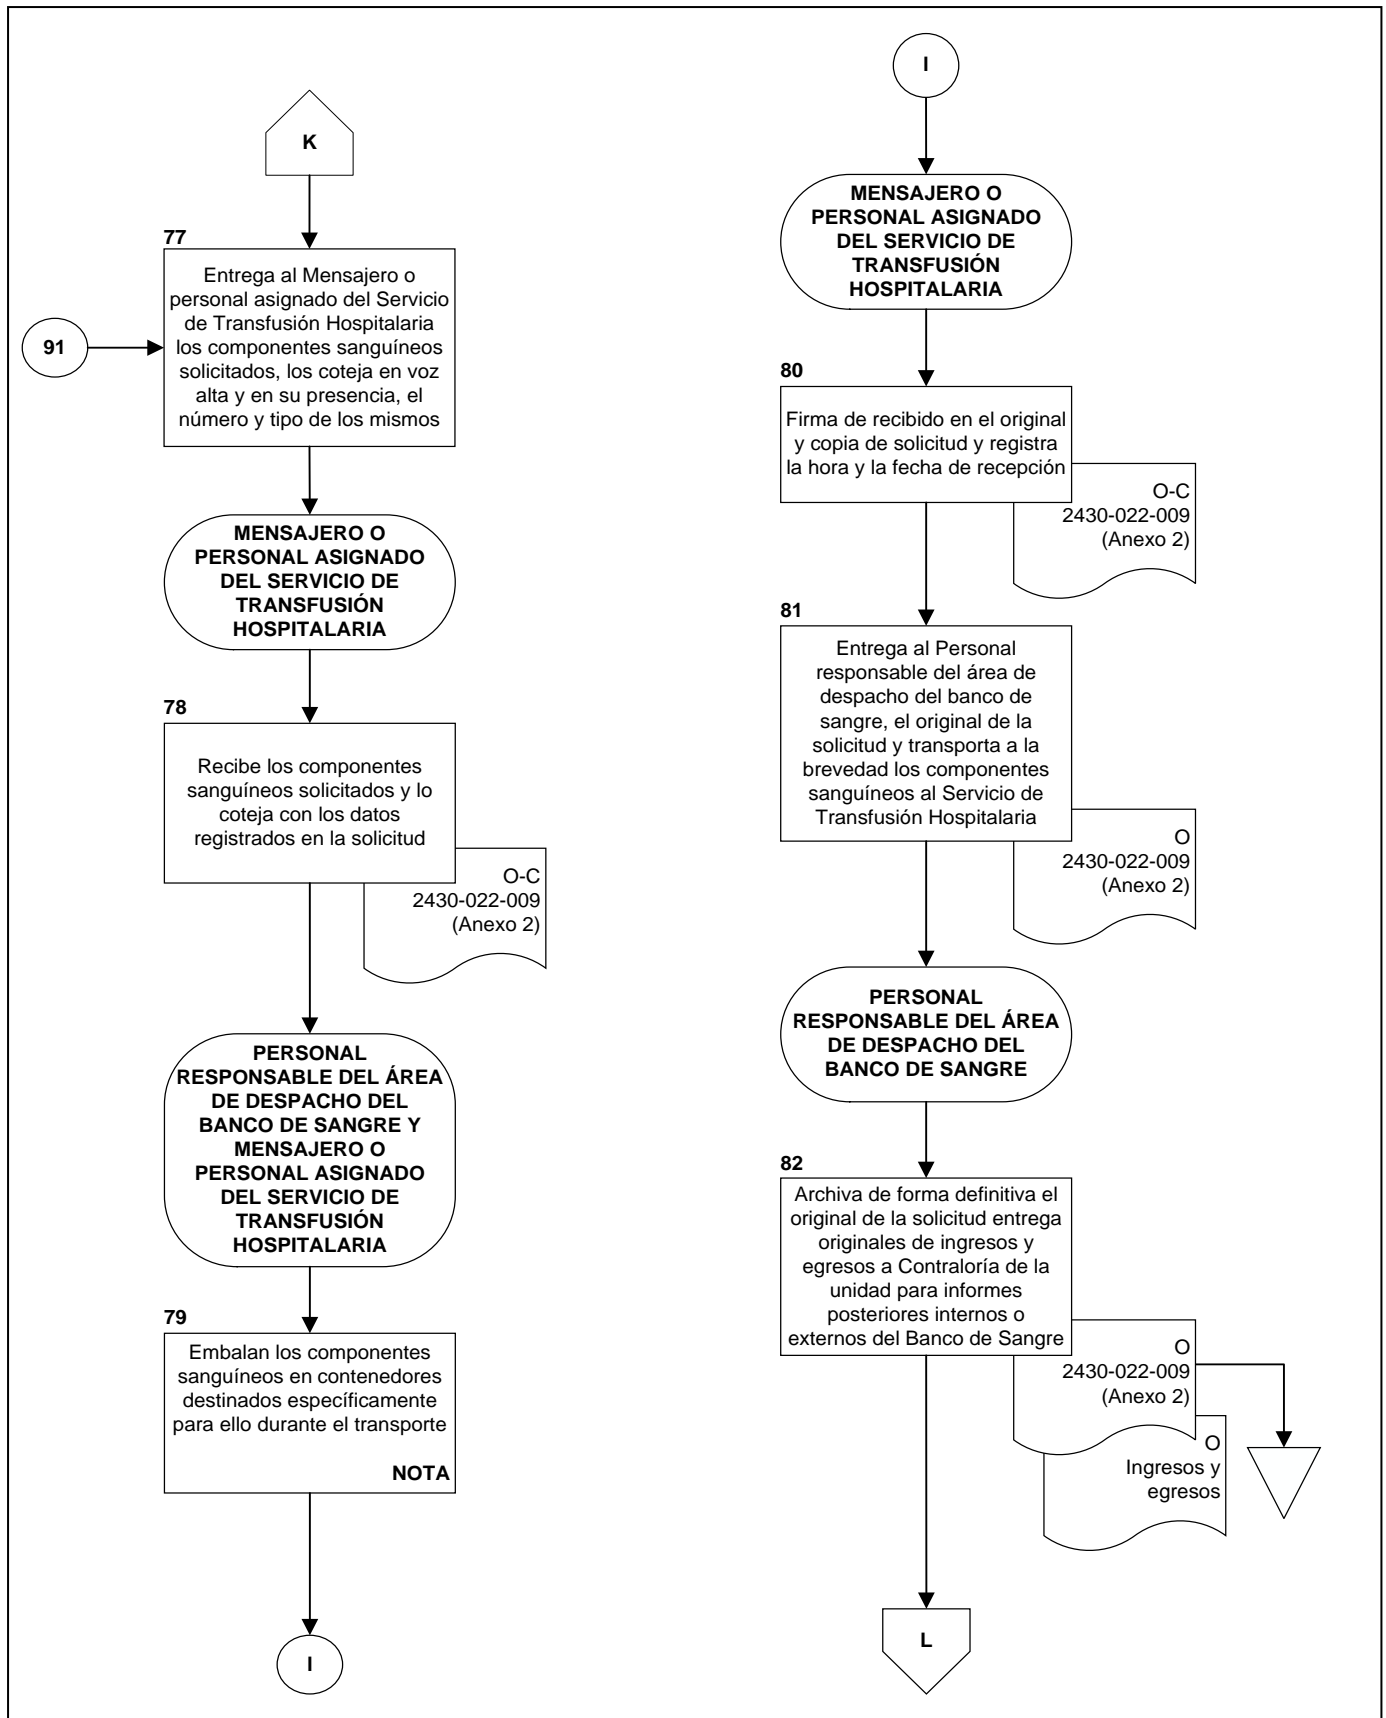 K
77
Entrega al Mensajero o
personal asignado del Servicio
de Transfusión Hospitalaria
los componentes sanguíneos
solicitados, los coteja en voz
alta y en su presencia, el
número y tipo de los mismos
91
MENSAJERO O
PERSONAL ASIGNADO
DEL SERVICIO DE
TRANSFUSIÓN
HOSPITALARIA
78
Recibe los componentes
sanguíneos solicitados y lo
coteja con los datos
registrados en la solicitud
O-C
2430-022-009
(Anexo 2)
PERSONAL
RESPONSABLE DEL ÁREA
DE DESPACHO DEL
BANCO DE SANGRE Y
MENSAJERO O
PERSONAL ASIGNADO
DEL SERVICIO DE
TRANSFUSIÓN
HOSPITALARIA
79
Embalan los componentes
sanguíneos en contenedores
destinados específicamente
para ello durante el transporte
NOTA
I
I
MENSAJERO O
PERSONAL ASIGNADO
DEL SERVICIO DE
TRANSFUSIÓN
HOSPITALARIA
80
Firma de recibido en el original
y copia de solicitud y registra
la hora y la fecha de recepción
O-C
2430-022-009
(Anexo 2)
81
Entrega al Personal
responsable del área de
despacho del banco de
sangre, el original de la
solicitud y transporta a la
brevedad los componentes
sanguíneos al Servicio de
Transfusión Hospitalaria
O
2430-022-009
(Anexo 2)
PERSONAL
RESPONSABLE DEL ÁREA
DE DESPACHO DEL
BANCO DE SANGRE
82
Archiva de forma definitiva el
original de la solicitud entrega
originales de ingresos y
egresos a Contraloría de la
unidad para informes
posteriores internos o
externos del Banco de Sangre
O
2430-022-009
(Anexo 2)
O
Ingresos y
egresos
L